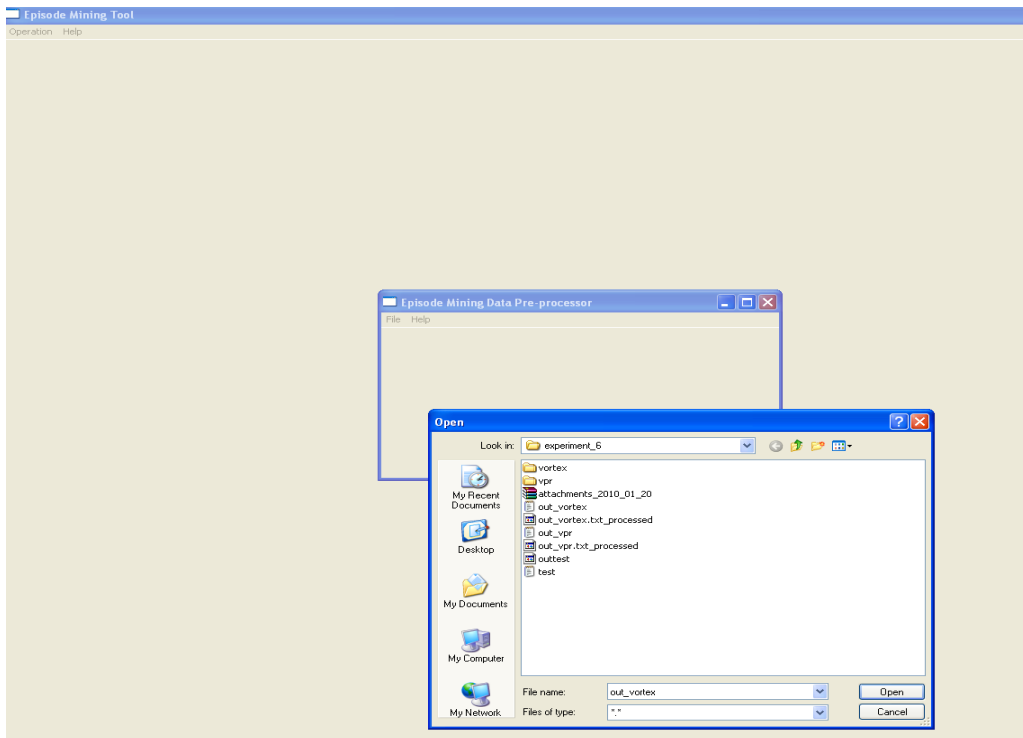 Episode Mining Tool
Operation Help
Episode Mining Data Pre-processor
File Help
Open
Look in: experiment_6
My Recent Documents
Desktop
My Documents
My Computer
My Network
vortex
vpr
attachments_2010_01_20
out_vortex
out_vortex.txt_processed
out_vpr
out_vpr.txt_processed
outtest
test
File name: out_vortex Open
Files of type: "." Cancel